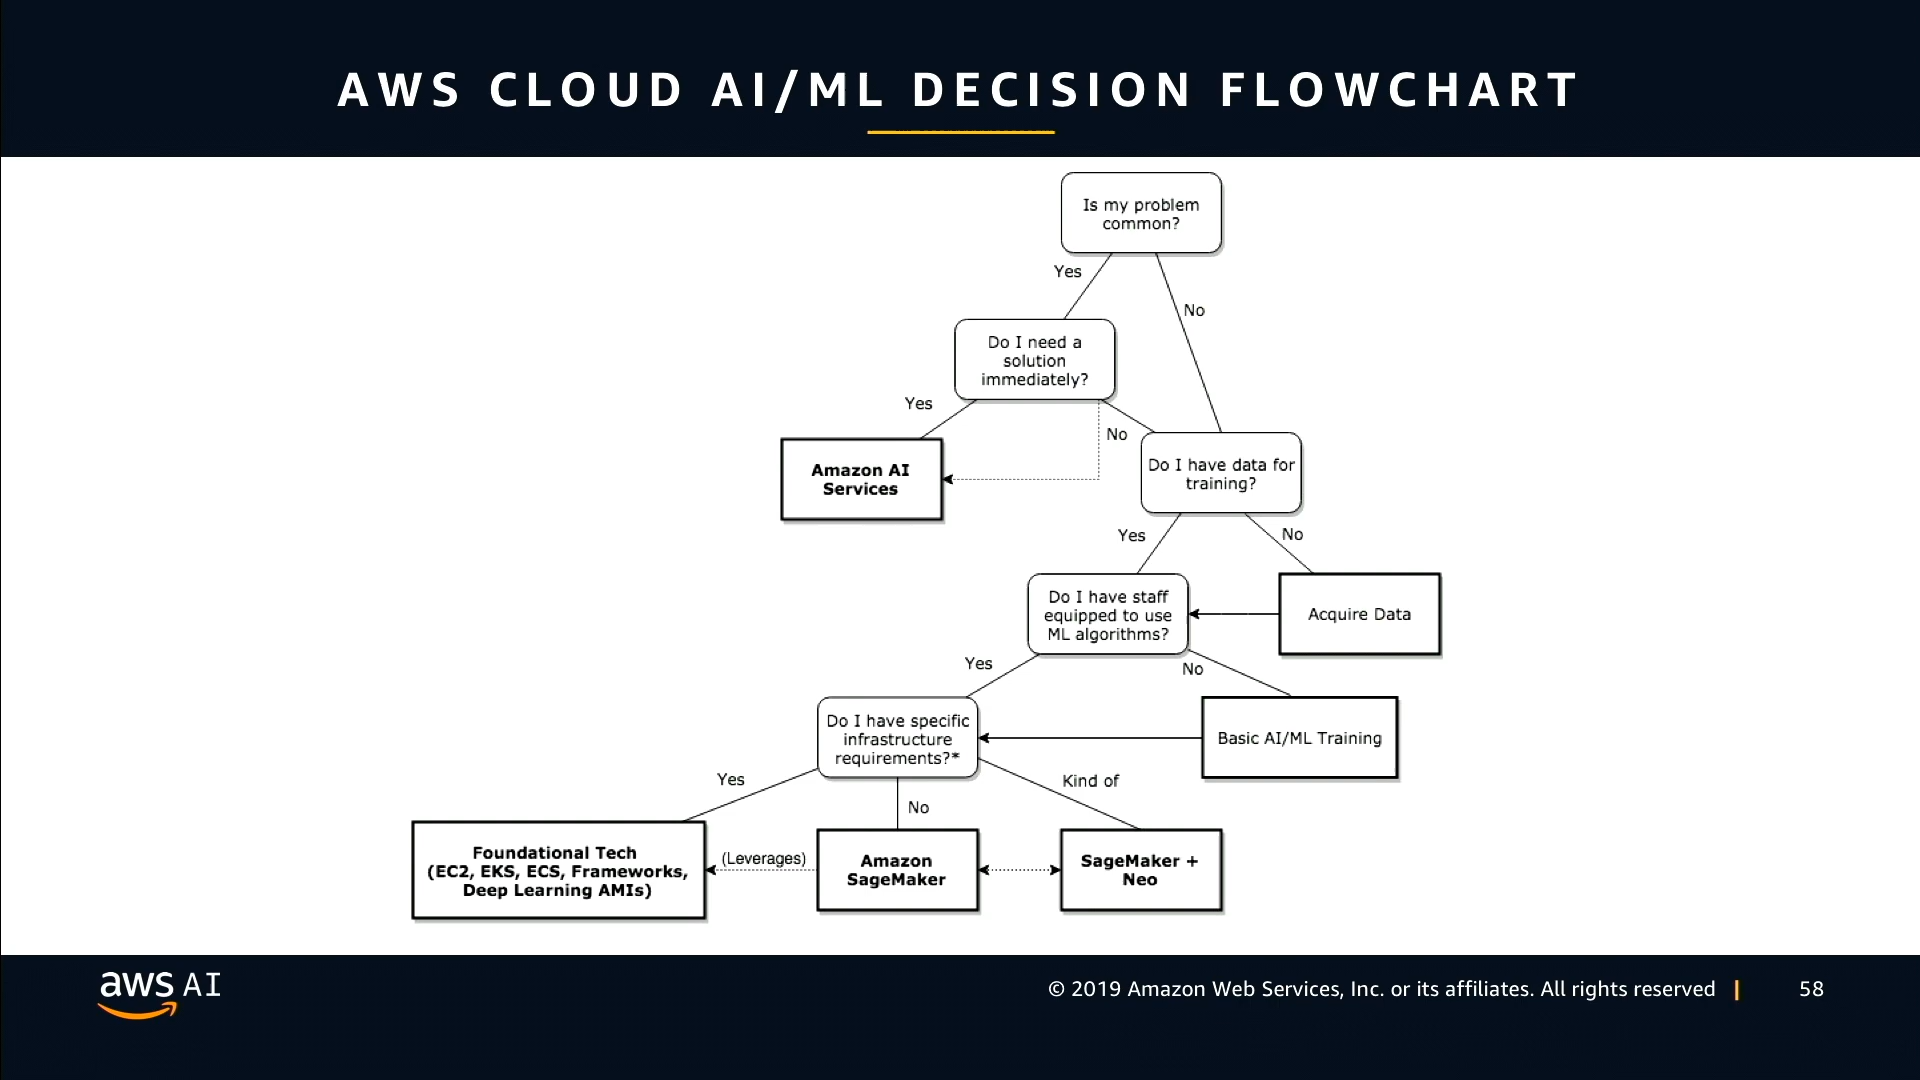 AWS CLOUD AI/ML DECISION FLOWCHART
Is my problem
common?
Yes
No
Do I need a
solution
immediately?
Yes
No
Amazon AI
Services
Do I have data for
training?
Yes
No
Do I have staff
equipped to use
ML algorithms?
Acquire Data
Yes
No
Do I have specific
infrastructure
requirements?*
Basic AI/ML Training
Yes
No
Kind of
Foundational Tech
(EC2, EKS, ECS, Frameworks,
Deep Learning AMIs)
(Leverages)
Amazon
SageMaker
SageMaker +
Neo
aws AI
© 2019 Amazon Web Services, Inc. or its affiliates. All rights reserved |
58